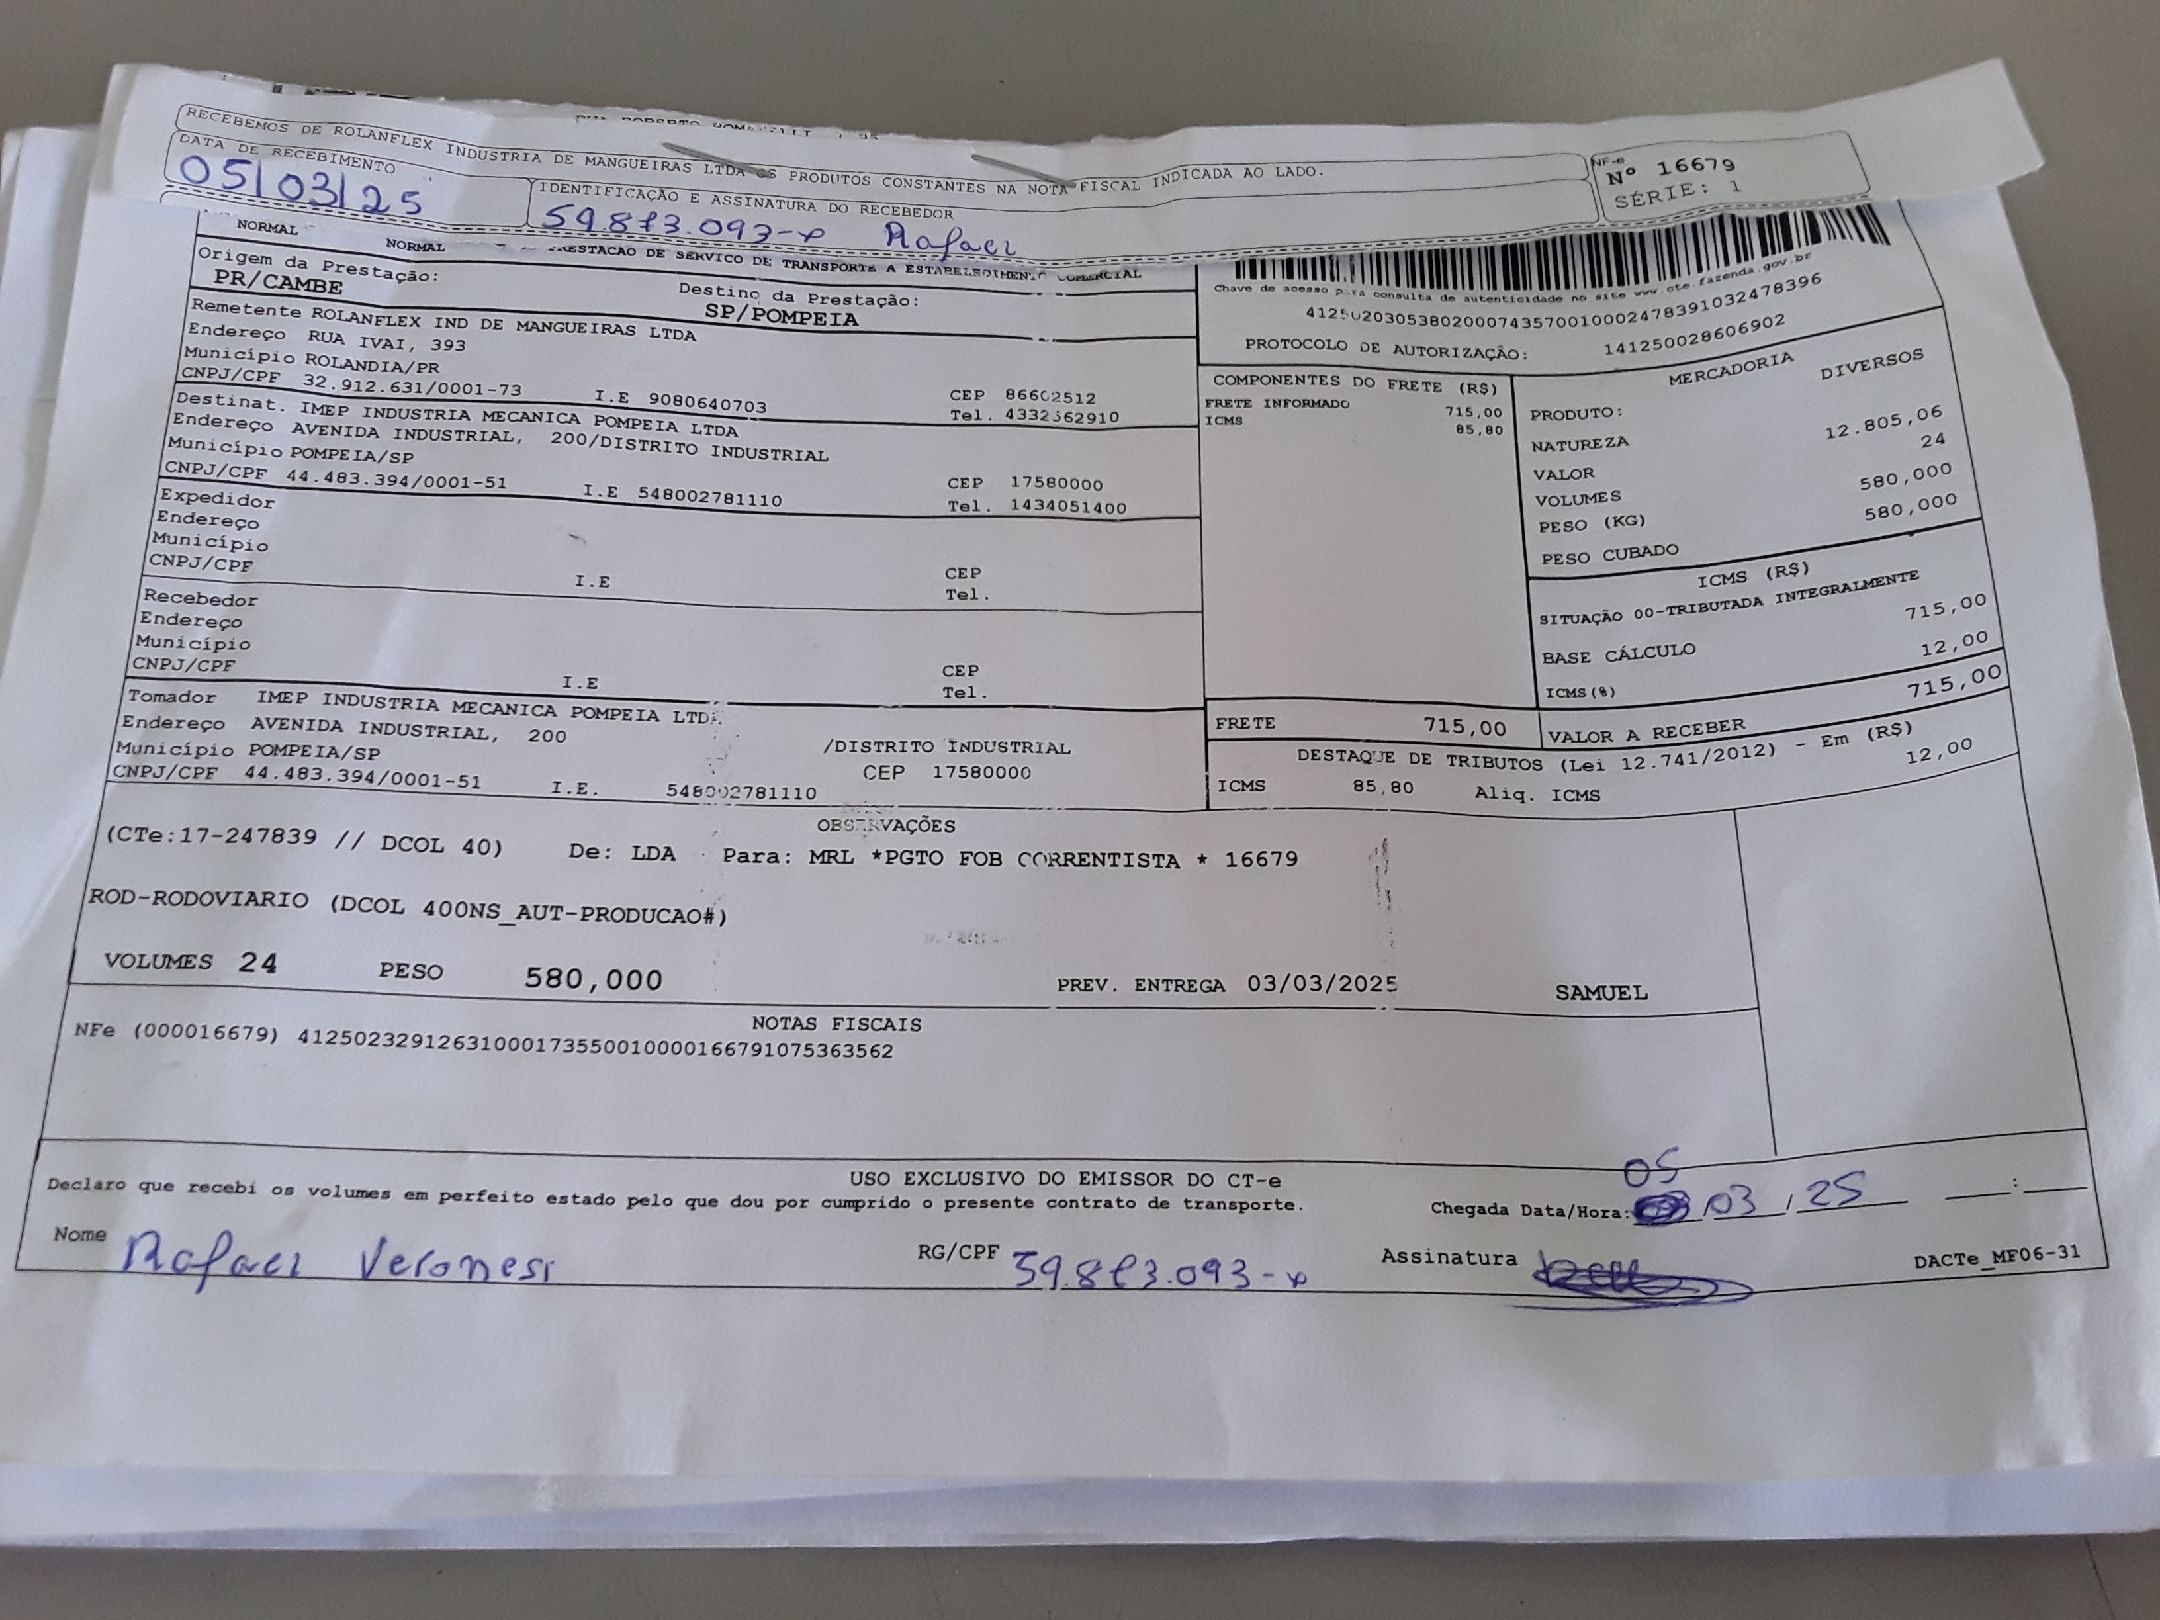 RECEBEMOS DE ROLANFLEX INDUSTRIA DE MANGUEIRAS LTDA OS PRODUTOS CONSTANTES NA NOTA FISCAL INDICADA AO LADO.
NF-e
Nº 16679
SÉRIE: 1
DATA DE RECEBIMENTO
05/03/25
IDENTIFICAÇÃO E ASSINATURA DO RECEBEDOR
Rafael
NORMAL NORMAL PRESTACAO DE SERVICO DE TRANSPORTE A ESTABELECIMENTO COMERCIAL
Origem da Prestação: Destino da Prestação:
PR/CAMBE SP/POMPEIA
Remetente ROLANFLEX IND DE MANGUEIRAS LTDA
Endereço RUA IVAI, 393
Município ROLANDIA/PR CEP 86602512
CNPJ/CPF 32.912.631/0001-73 I.E 9080640703 Tel. 4332562910
Destinat. IMEP INDUSTRIA MECANICA POMPEIA LTDA
Endereço AVENIDA INDUSTRIAL, 200/DISTRITO INDUSTRIAL
Município POMPEIA/SP CEP 17580000
CNPJ/CPF 44.483.394/0001-51 I.E 548002781110 Tel. 1434051400
Expedidor
Endereço
Município CEP
CNPJ/CPF I.E Tel.
Recebedor
Endereço
Município CEP
CNPJ/CPF I.E Tel.
Tomador IMEP INDUSTRIA MECANICA POMPEIA LTDA
Endereço AVENIDA INDUSTRIAL, 200 /DISTRITO INDUSTRIAL
Município POMPEIA/SP CEP 17580000
CNPJ/CPF 44.483.394/0001-51 I.E. 548002781110
Chave de acesso para consulta de autenticidade no site www.cte.fazenda.gov.br
41250203053802000743570010002478391032478396
PROTOCOLO DE AUTORIZAÇÃO: 141250028606902
COMPONENTES DO FRETE (R$)
FRETE INFORMADO 715,00
ICMS 85,80
MERCADORIA
PRODUTO: DIVERSOS
NATUREZA
VALOR 12.805,06
VOLUMES 24
PESO (KG) 580,000
PESO CUBADO 580,000
ICMS (R$)
SITUAÇÃO 00-TRIBUTADA INTEGRALMENTE
BASE CÁLCULO 715,00
ICMS(%) 12,00
FRETE 715,00 VALOR A RECEBER 715,00
DESTAQUE DE TRIBUTOS (Lei 12.741/2012) - Em (R$)
ICMS 85,80 Aliq. ICMS 12,00
OBSERVAÇÕES
(CTe:17-247839 // DCOL 40) De: LDA Para: MRL *PGTO FOB CORRENTISTA * 16679
ROD-RODOVIARIO (DCOL 400NS_AUT-PRODUCAO#)
VOLUMES 24 PESO 580,000 PREV. ENTREGA 03/03/2025 SAMUEL
NOTAS FISCAIS
NFe (000016679) 41250232912631000173550010000166791075363562
USO EXCLUSIVO DO EMISSOR DO CT-e
Declaro que recebi os volumes em perfeito estado pelo que dou por cumprido o presente contrato de transporte.
Chegada Data/Hora: 05/03/25 __:__
Nome Rafael Veronesi RG/CPF Assinatura DACTe_MF06-31